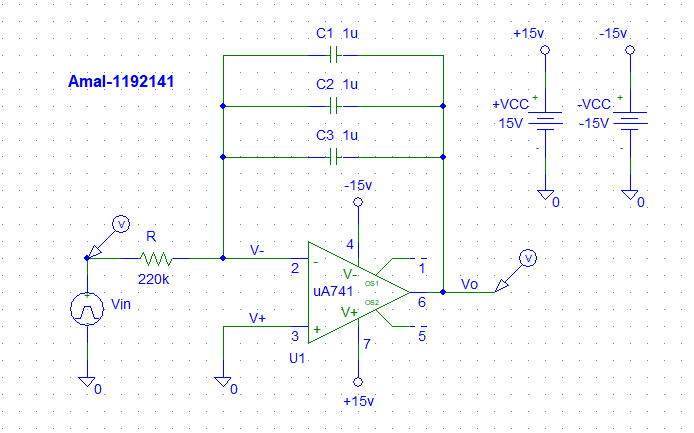 C1 1u
+15v
-15v
Amal-1192141
C2 1u
+VCC
+
-VCC
+
15V
-15V
C3 1u
-
-
-15v
0
0
V
R
4
V-
-
1
V
2
V-
OS1
220k
uA741
6
Vo
+
Vin
OS2
V+
V+
3
+
5
U1
7
0
0
+15v